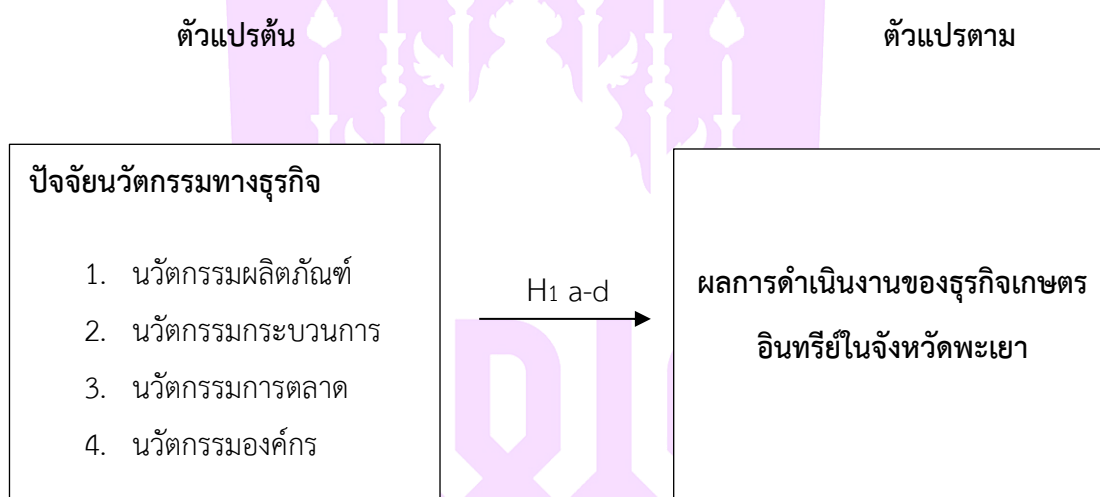 ตัวแปรต้น
ตัวแปรตาม
ปัจจัยนวัตกรรมทางธุรกิจ
1. นวัตกรรมผลิตภัณฑ์
2. นวัตกรรมกระบวนการ
3. นวัตกรรมการตลาด
4. นวัตกรรมองค์กร
H1 a-d
ผลการดำเนินงานของธุรกิจเกษตร
อินทรีย์ในจังหวัดพะเยา